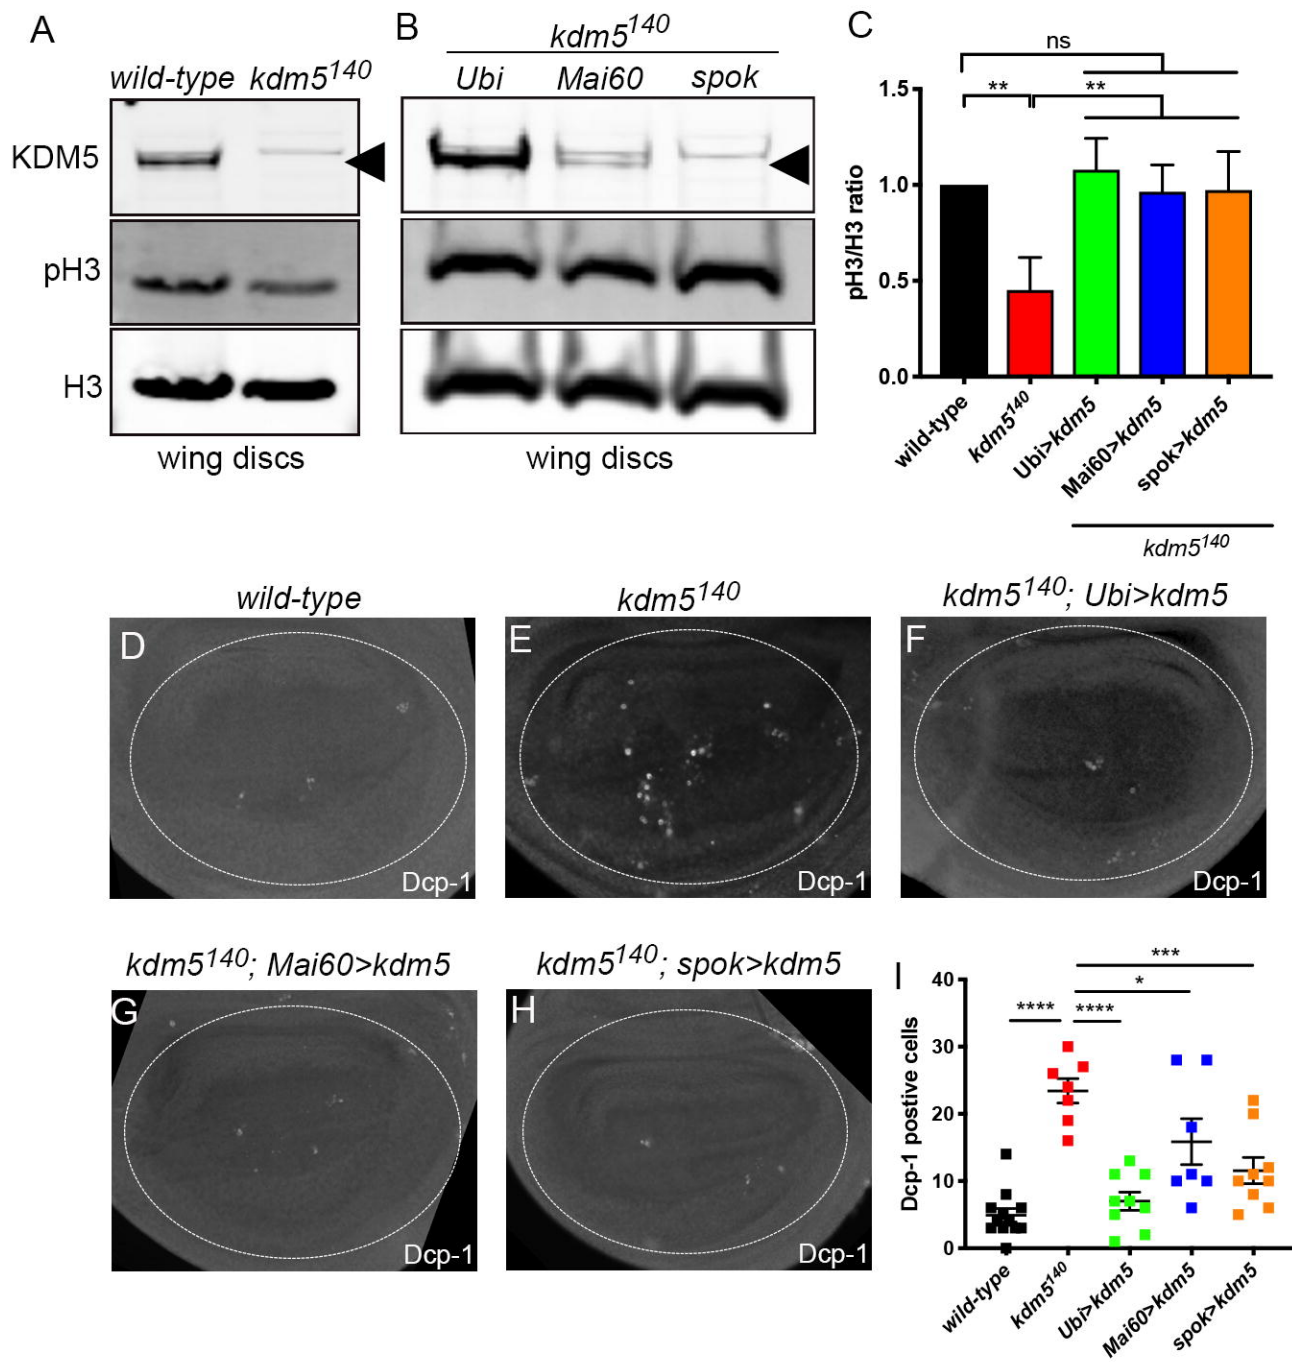 A
wild-type kdm5¹⁴⁰
KDM5
pH3
H3
wing discs
B
kdm5¹⁴⁰
Ubi Mai60 spok
wing discs
C
ns
** **
pH3/H3 ratio
1.5
1.0
0.5
0.0
wild-type
kdm5¹⁴⁰
Ubi>kdm5
Mai60>kdm5
spok>kdm5
kdm5¹⁴⁰
wild-type
D
Dcp-1
kdm5¹⁴⁰
E
Dcp-1
kdm5¹⁴⁰; Ubi>kdm5
F
Dcp-1
kdm5¹⁴⁰; Mai60>kdm5
G
Dcp-1
kdm5¹⁴⁰; spok>kdm5
H
Dcp-1
I
***
*
**** ****
Dcp-1 postive cells
40
30
20
10
0
wild-type
kdm5¹⁴⁰
Ubi>kdm5
Mai60>kdm5
spok>kdm5